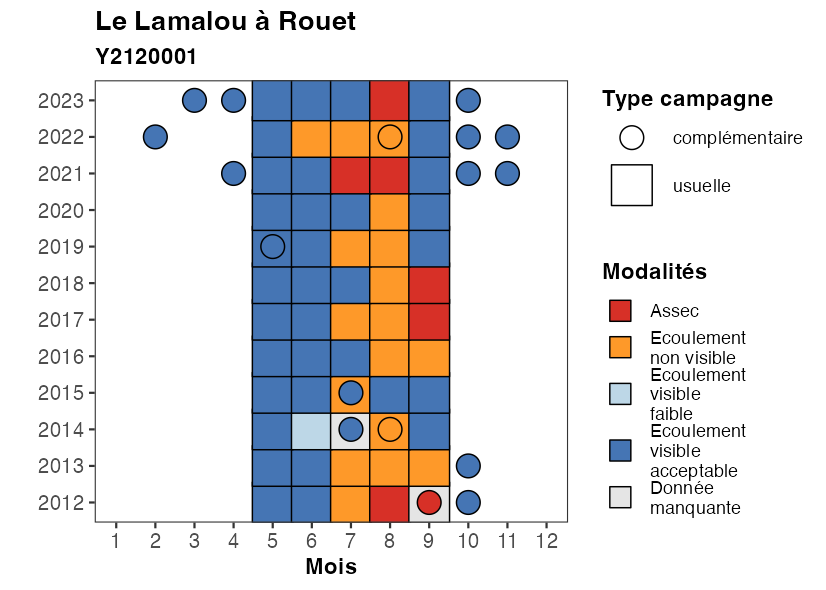 Le Lamalou à Rouet
Y2120001
2023
2022
2021
2020
2019
2018
2017
2016
2015
2014
2013
2012
1 2 3 4 5 6 7 8 9 10 11 12
Mois
Type campagne
complémentaire
usuelle
Modalités
Assec
Ecoulement
non visible
Ecoulement
visible
faible
Ecoulement
visible
acceptable
Donnée
manquante